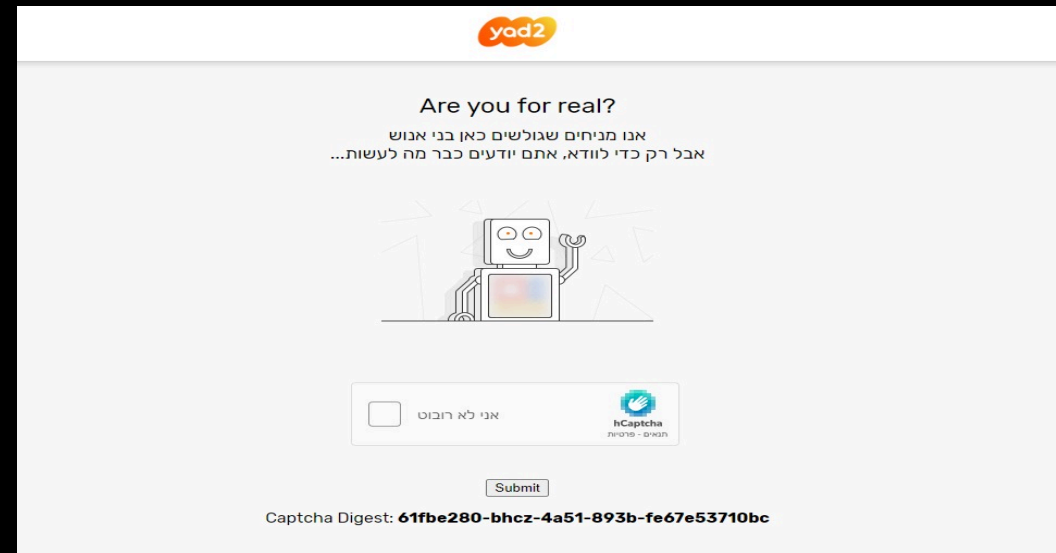 yad2
Are you for real?
אנו מניחים שגולשים כאן בני אנוש
אבל רק כדי לוודא, אתם יודעים כבר מה לעשות...
אני לא רובוט
hCaptcha
תנאים - פרטיות
Submit
Captcha Digest: 61fbe280-bhcz-4a51-893b-fe67e53710bc